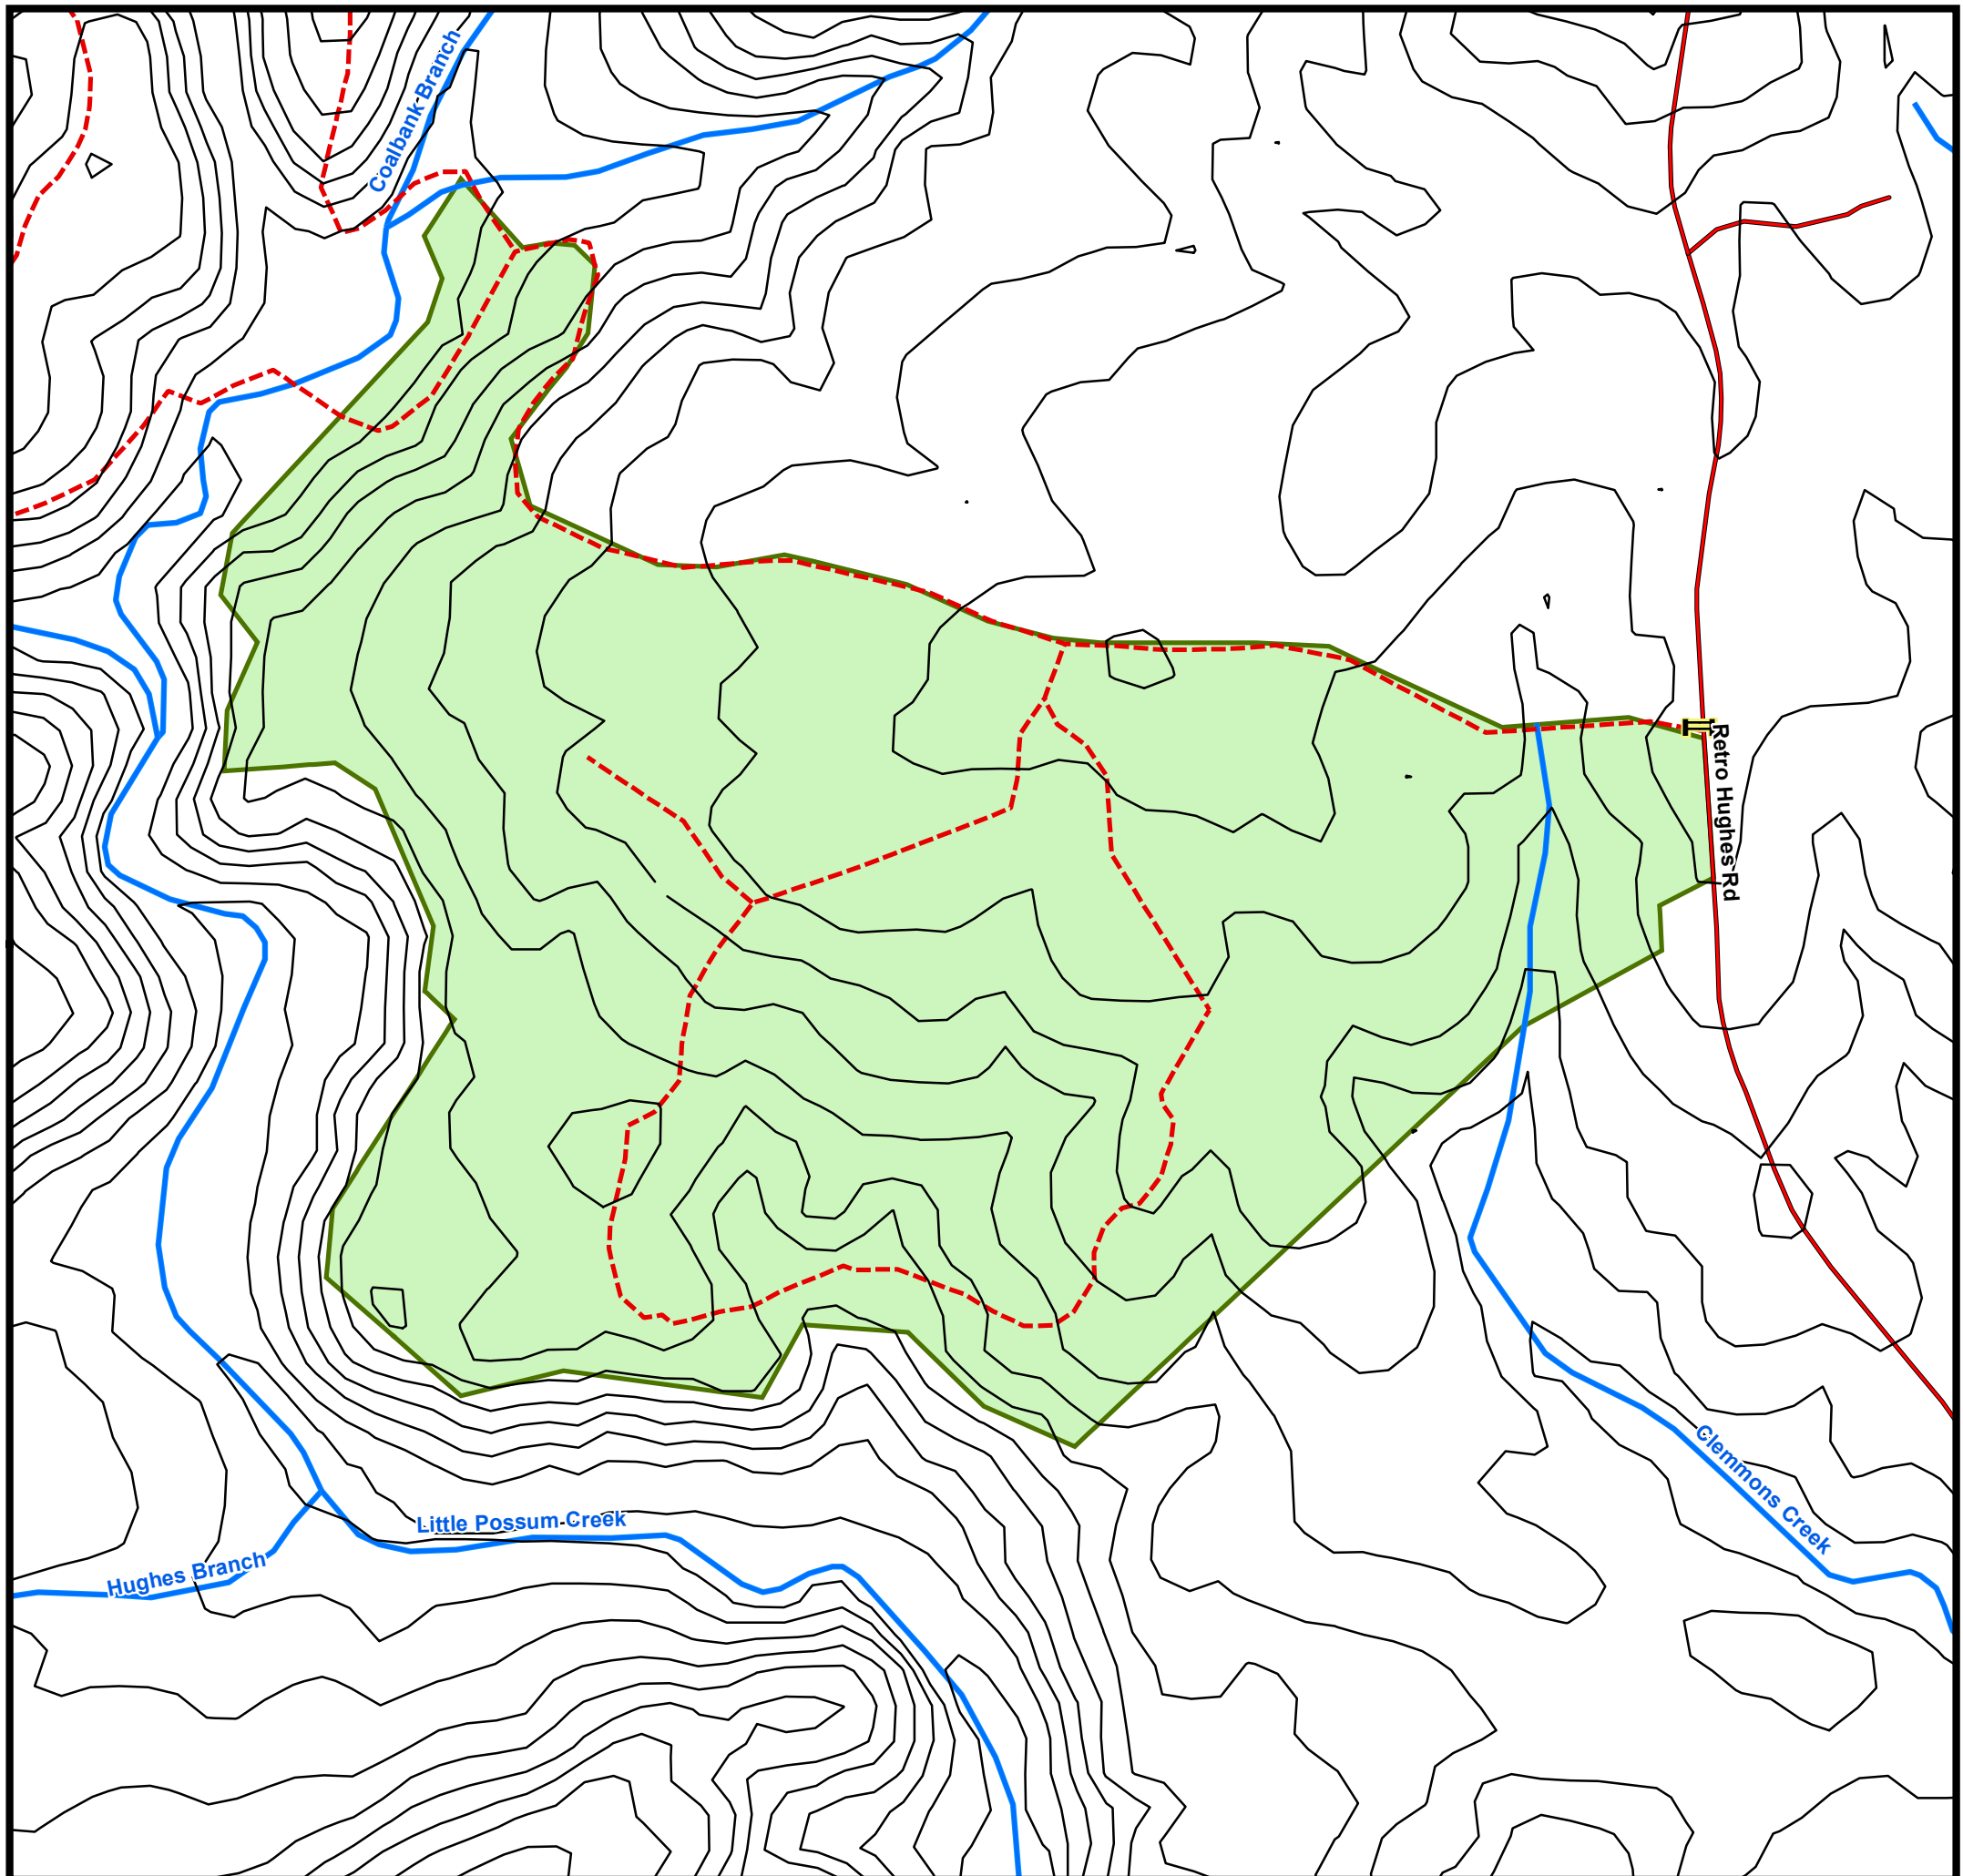 Coalbank Branch
Retro Hughes Rd
Clemmons Creek
Little Possum Creek
Hughes Branch